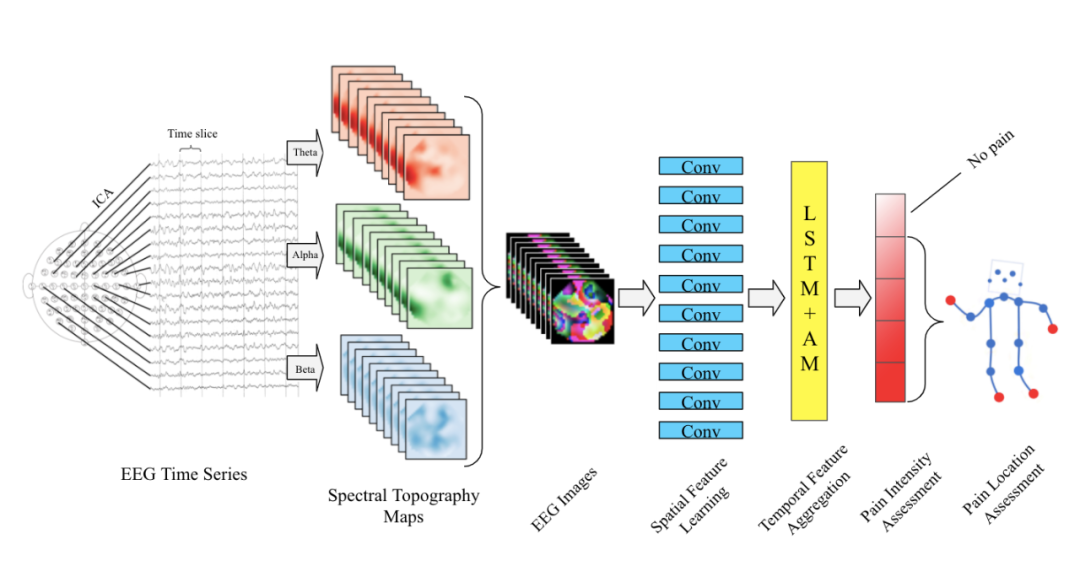 Time slice
ICA
Theta
Alpha
Beta
EEG Time Series
Spectral Topography
Maps
EEG Images
Conv
Conv
Conv
Conv
Conv
Conv
Conv
Conv
Conv
Conv
Spatial Feature
Learning
L
S
T
M
+
A
M
Temporal Feature
Aggregation
No pain
Pain Intensity
Assessment
Pain Location
Assessment